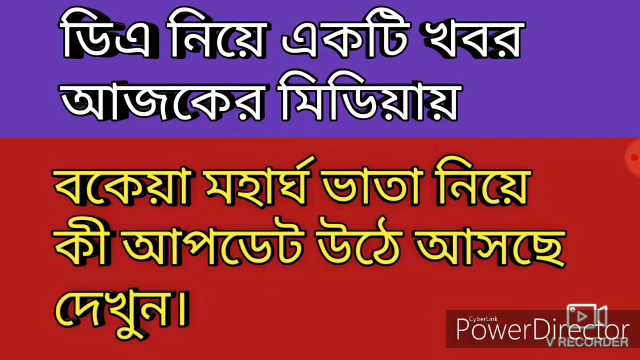 ডিএ নিয়ে একটি খবর
আজকের মিডিয়ায়
বকেয়া মহার্ঘ ভাতা নিয়ে
কী আপডেট উঠে আসছে
দেখুন।
CyberLink
PowerDirector
V RECORDER